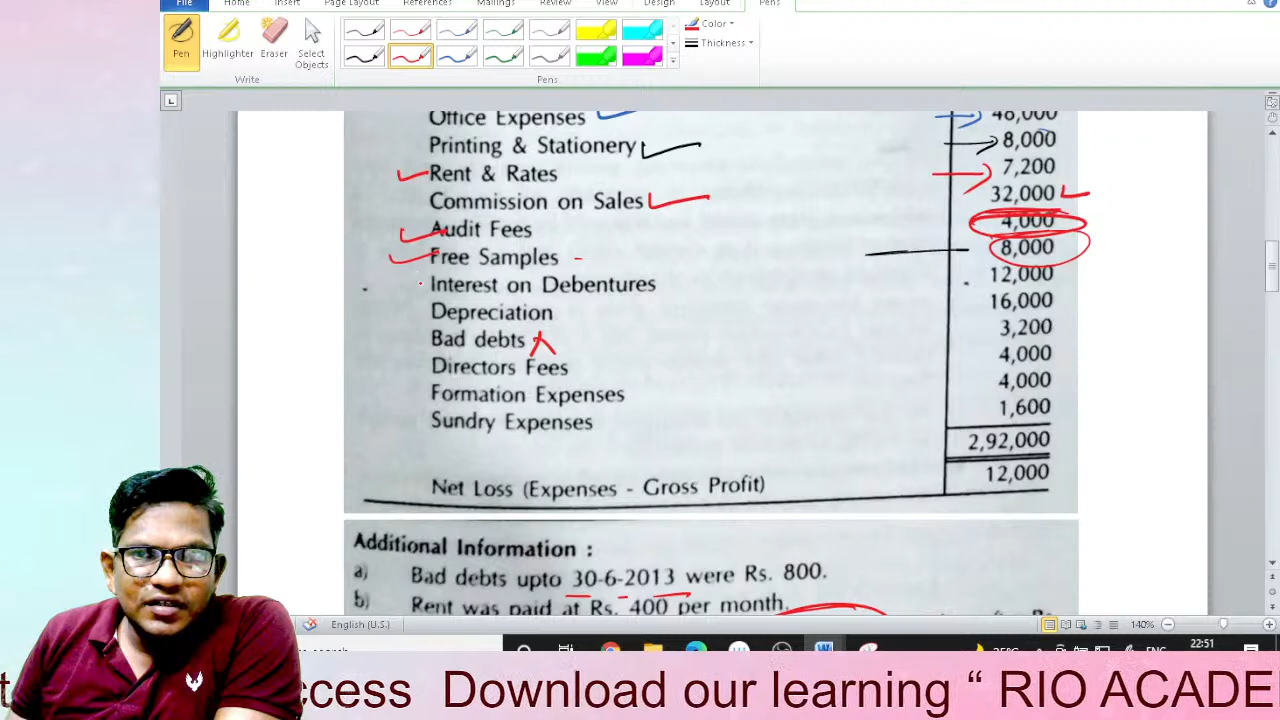 File Home Insert Page Layout References Mailings Review View Design Layout Pens
Pen Highlighter Eraser Select Objects
Color
Thickness
Write Pens
Office Expenses 48,000
Printing & Stationery 8,000
Rent & Rates 7,200
Commission on Sales 32,000
Audit Fees 4,000
Free Samples 8,000
Interest on Debentures 12,000
Depreciation 16,000
Bad debts 3,200
Directors Fees 4,000
Formation Expenses 4,000
Sundry Expenses 1,600
2,92,000
Net Loss (Expenses - Gross Profit) 12,000
Additional Information :
a) Bad debts upto 30-6-2013 were Rs. 800.
b) Rent was paid at Rs. 400 per month.
English (U.S.) 140%
22:51
ENG
ccess Download our learning “ RIO ACADE